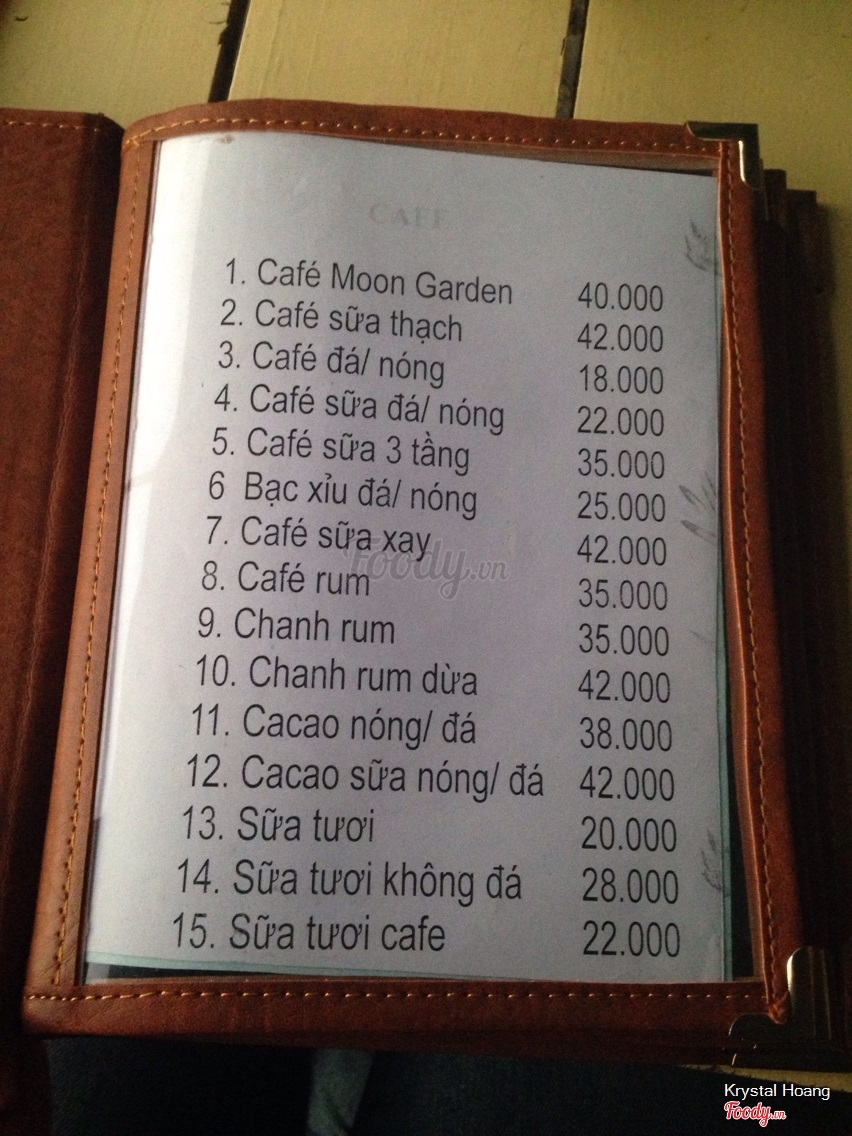 CAFE
1. Café Moon Garden 40.000
2. Café sữa thạch 42.000
3. Café đá/ nóng 18.000
4. Café sữa đá/ nóng 22.000
5. Café sữa 3 tầng 35.000
6 Bạc xỉu đá/ nóng 25.000
7. Café sữa xay 42.000
8. Café rum 35.000
9. Chanh rum 35.000
10. Chanh rum dừa 42.000
11. Cacao nóng/ đá 38.000
12. Cacao sữa nóng/ đá 42.000
13. Sữa tươi 20.000
14. Sữa tươi không đá 28.000
15. Sữa tươi cafe 22.000
Foody.vn
Krystal Hoang
Foody.vn